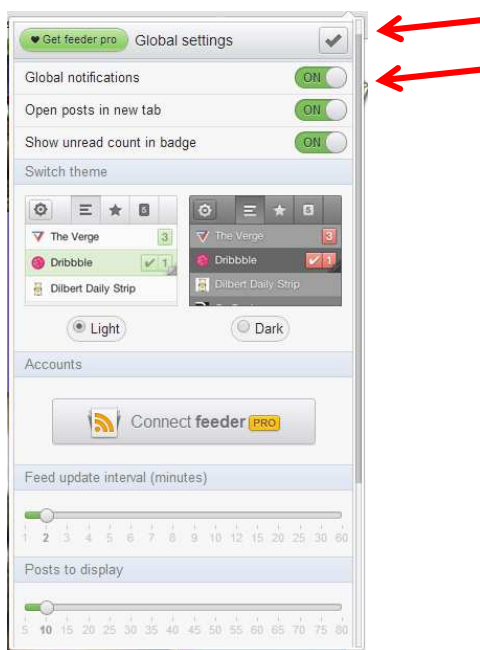 Get feeder pro Global settings
Global notifications ON
Open posts in new tab ON
Show unread count in badge ON
Switch theme
5 5
The Verge 3 The Verge 3
Dribbble 1 Dribbble 1
Dilbert Daily Strip Dilbert Daily Strip
Light Dark
Accounts
Connect feeder PRO
Feed update interval (minutes)
1 2 3 4 5 6 7 8 9 10 12 15 20 25 30 60
Posts to display
5 10 15 20 25 30 35 40 45 50 55 60 65 70 75 80